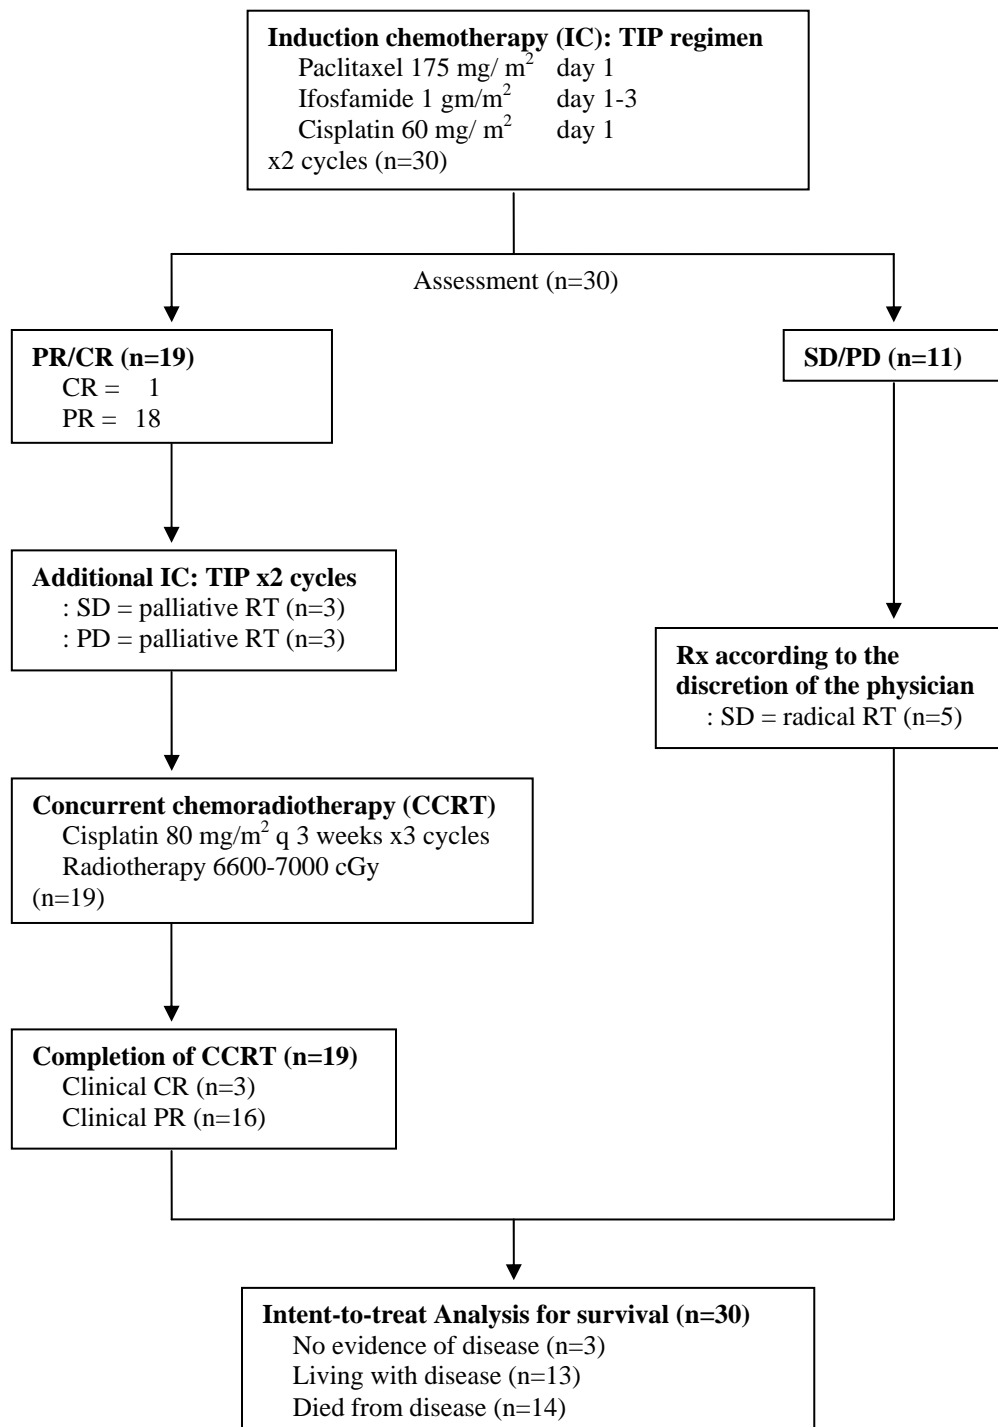 Induction chemotherapy (IC): TIP regimen
Paclitaxel 175 mg/ m² day 1
Ifosfamide 1 gm/m² day 1-3
Cisplatin 60 mg/ m² day 1
x2 cycles (n=30)
Assessment (n=30)
PR/CR (n=19)
CR = 1
PR = 18
SD/PD (n=11)
Additional IC: TIP x2 cycles
: SD = palliative RT (n=3)
: PD = palliative RT (n=3)
Rx according to the
discretion of the physician
: SD = radical RT (n=5)
Concurrent chemoradiotherapy (CCRT)
Cisplatin 80 mg/m² q 3 weeks x3 cycles
Radiotherapy 6600-7000 cGy
(n=19)
Completion of CCRT (n=19)
Clinical CR (n=3)
Clinical PR (n=16)
Intent-to-treat Analysis for survival (n=30)
No evidence of disease (n=3)
Living with disease (n=13)
Died from disease (n=14)